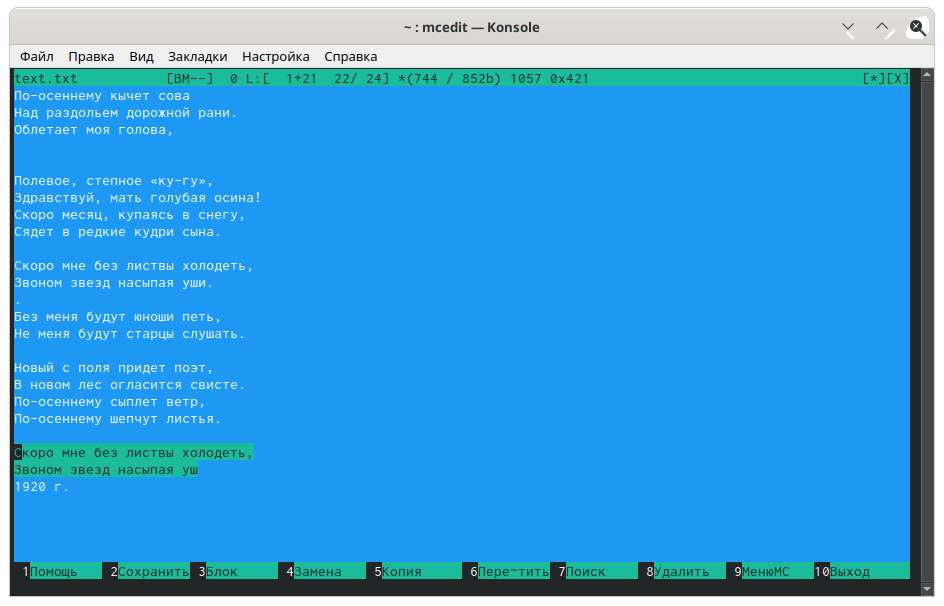 ~ : mcedit — Konsole
Файл Правка Вид Закладки Настройка Справка
text.txt [BM--] 0 L:[ 1+21 22/ 24] *(744 / 852b) 1057 0x421 [*][X]
По-осеннему кычет сова
Над раздольем дорожной рани.
Облетает моя голова,
Полевое, степное «ку-гу»,
Здравствуй, мать голубая осина!
Скоро месяц, купаясь в снегу,
Сядет в редкие кудри сына.
Скоро мне без листвы холодеть,
Звоном звезд насыпая уши.
.
Без меня будут юноши петь,
Не меня будут старцы слушать.
Новый с поля придет поэт,
В новом лес огласится свисте.
По-осеннему сыплет ветр,
По-осеннему шепчут листья.
Скоро мне без листвы холодеть,
Звоном звезд насыпая уш
1920 г.
1Помощь 2Сохранить 3Блок 4Замена 5Копия 6Пере~тить 7Поиск 8Удалить 9МенюMC 10Выход